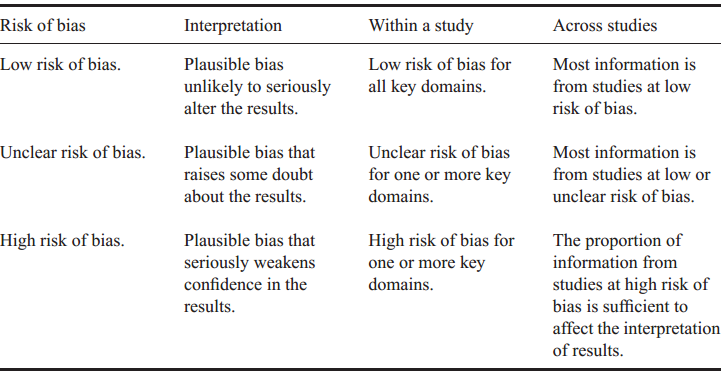 Risk of bias Interpretation Within a study Across studies
Low risk of bias. Plausible bias Low risk of bias for Most information is
unlikely to seriously all key domains. from studies at low
alter the results. risk of bias.
Unclear risk of bias. Plausible bias that Unclear risk of bias Most information is
raises some doubt for one or more key from studies at low or
about the results. domains. unclear risk of bias.
High risk of bias. Plausible bias that High risk of bias for The proportion of
seriously weakens one or more key information from
confidence in the domains. studies at high risk of
results. bias is sufficient to
affect the interpretation
of results.